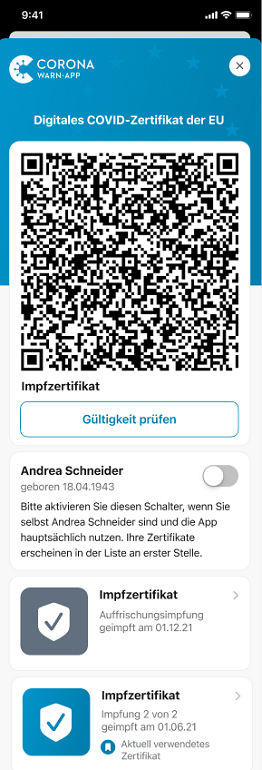 9:41
CORONA
WARN-APP
Digitales COVID-Zertifikat der EU
Impfzertifikat
Gültigkeit prüfen
Andrea Schneider
geboren 18.04.1943
Bitte aktivieren Sie diesen Schalter, wenn Sie
selbst Andrea Schneider sind und die App
hauptsächlich nutzen. Ihre Zertifikate
erscheinen in der Liste an erster Stelle.
Impfzertifikat
Auffrischungsimpfung
geimpft am 01.12.21
Impfzertifikat
Impfung 2 von 2
geimpft am 01.06.21
Aktuell verwendetes
Zertifikat